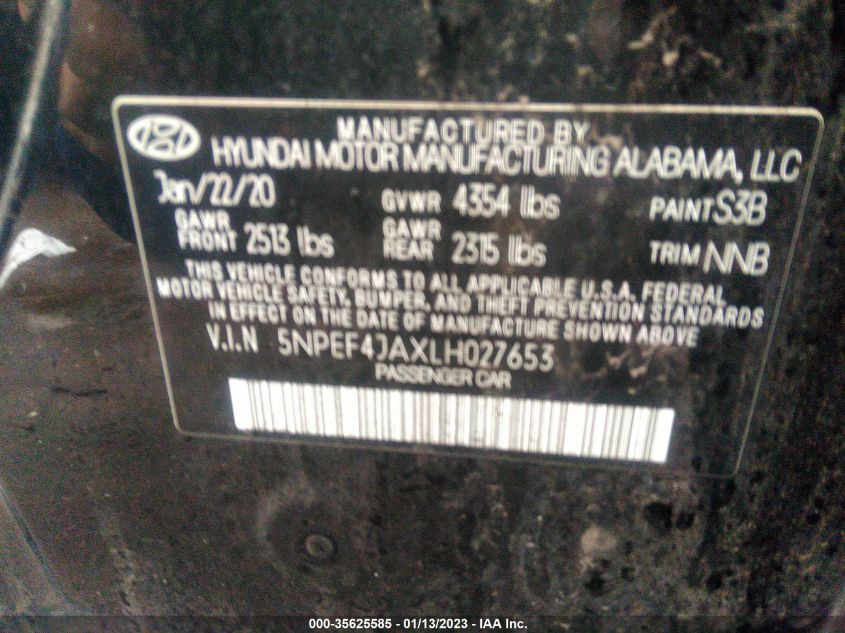 MANUFACTURED BY
HYUNDAI MOTOR MANUFACTURING ALABAMA, LLC
Jan/22/20 GVWR 4354 lbs PAINT S3B
GAWR FRONT 2513 lbs GAWR REAR 2315 lbs TRIM NNB
THIS VEHICLE CONFORMS TO ALL APPLICABLE U.S.A. FEDERAL
MOTOR VEHICLE SAFETY, BUMPER, AND THEFT PREVENTION STANDARDS
IN EFFECT ON THE DATE OF MANUFACTURE SHOWN ABOVE
V.I.N 5NPEF4JAXLH027653
PASSENGER CAR
000-35625585 - 01/13/2023 - IAA Inc.